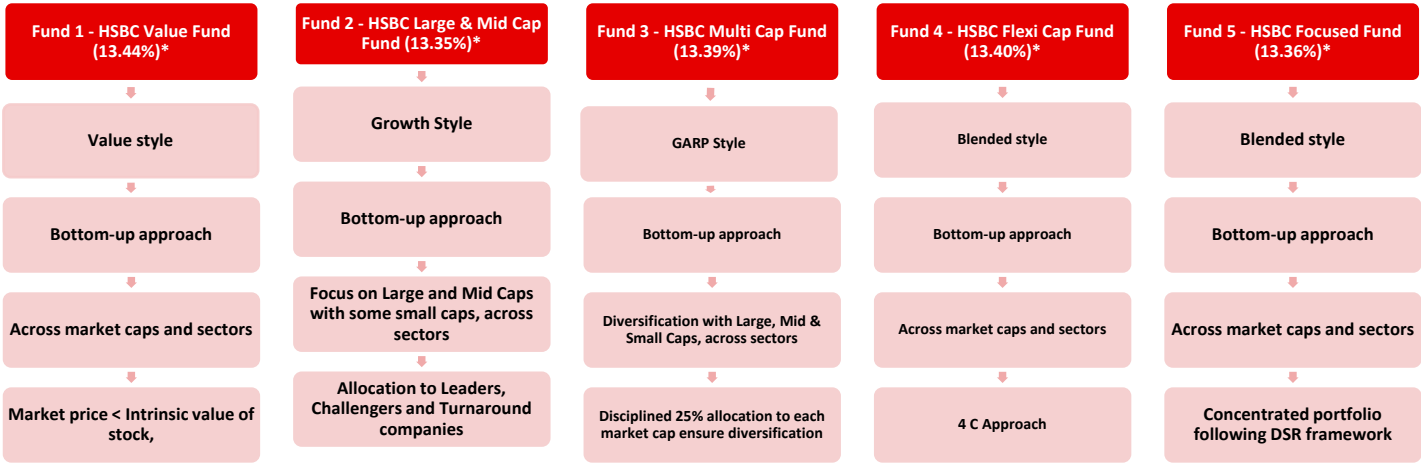 Fund 1 - HSBC Value Fund
(13.44%)*
Value style
Bottom-up approach
Across market caps and sectors
Market price < Intrinsic value of
stock,
Fund 2 - HSBC Large & Mid Cap
Fund (13.35%)*
Growth Style
Bottom-up approach
Focus on Large and Mid Caps
with some small caps, across
sectors
Allocation to Leaders,
Challengers and Turnaround
companies
Fund 3 - HSBC Multi Cap Fund
(13.39%)*
GARP Style
Bottom-up approach
Diversification with Large, Mid &
Small Caps, across sectors
Disciplined 25% allocation to each
market cap ensure diversification
Fund 4 - HSBC Flexi Cap Fund
(13.40%)*
Blended style
Bottom-up approach
Across market caps and sectors
4 C Approach
Fund 5 - HSBC Focused Fund
(13.36%)*
Blended style
Bottom-up approach
Across market caps and sectors
Concentrated portfolio
following DSR framework